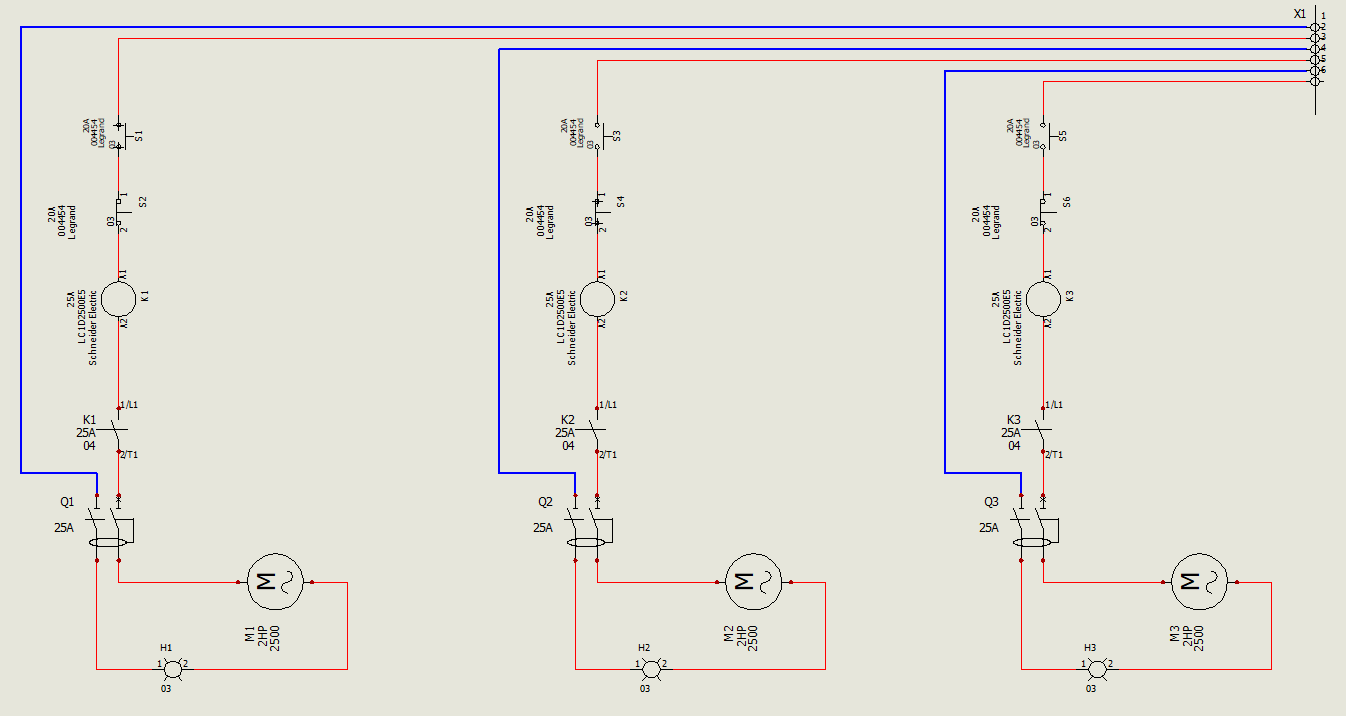 X1
1
2
3
4
5
6
20A
004454
Legrand
03
S1
20A
004454
Legrand
03
S3
20A
004454
Legrand
03
S5
20A
004454
Legrand
03
1
2
S2
20A
004454
Legrand
03
1
2
S4
20A
004454
Legrand
03
1
2
S6
25A
LC1D2500E5
Schneider Electric
A1
A2
K1
25A
LC1D2500E5
Schneider Electric
A1
A2
K2
25A
LC1D2500E5
Schneider Electric
A1
A2
K3
1/L1
K1
25A
04
2/T1
1/L1
K2
25A
04
2/T1
1/L1
K3
25A
04
2/T1
Q1
25A
Q2
25A
Q3
25A
M
M1
2HP
2500
M
M2
2HP
2500
M
M3
2HP
2500
H1
1 2
03
H2
1 2
03
H3
1 2
03